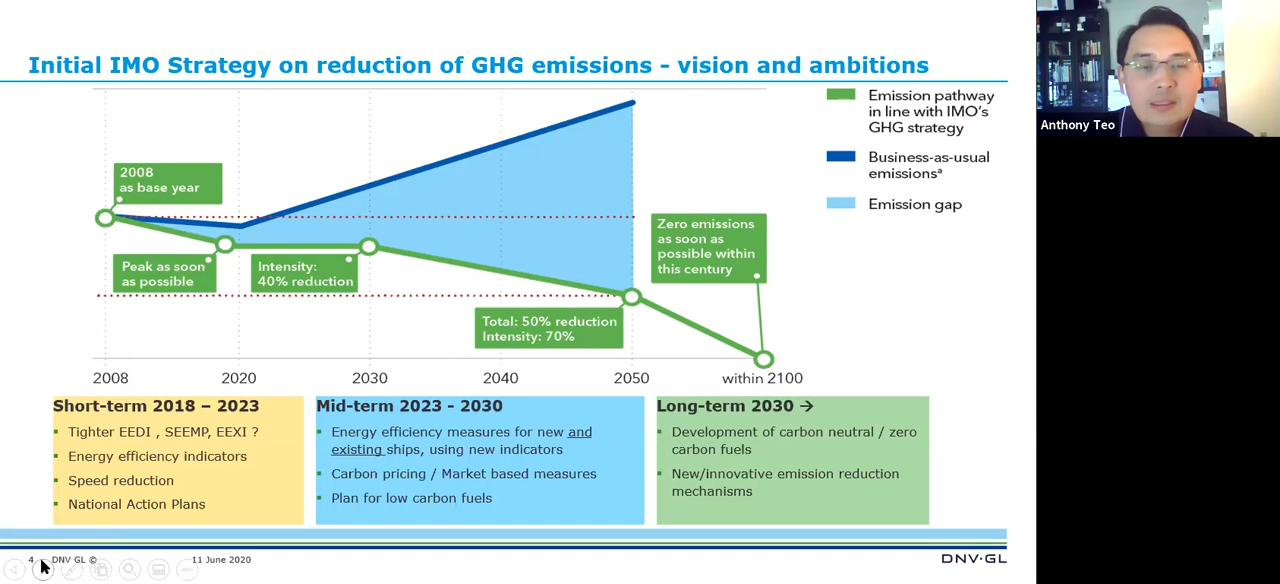 Initial IMO Strategy on reduction of GHG emissions - vision and ambitions
Emission pathway
in line with IMO's
GHG strategy
Business-as-usual
emissionsᵃ
Emission gap
2008
as base year
Peak as soon
as possible
Intensity:
40% reduction
Total: 50% reduction
Intensity: 70%
Zero emissions
as soon as
possible within
this century
2008
2020
2030
2040
2050
within 2100
Short-term 2018 – 2023
Tighter EEDI , SEEMP, EEXI ?
Energy efficiency indicators
Speed reduction
National Action Plans
Mid-term 2023 - 2030
Energy efficiency measures for new and
existing ships, using new indicators
Carbon pricing / Market based measures
Plan for low carbon fuels
Long-term 2030 →
Development of carbon neutral / zero
carbon fuels
New/innovative emission reduction
mechanisms
4
DNV GL ©
11 June 2020
DNV·GL
Anthony Teo